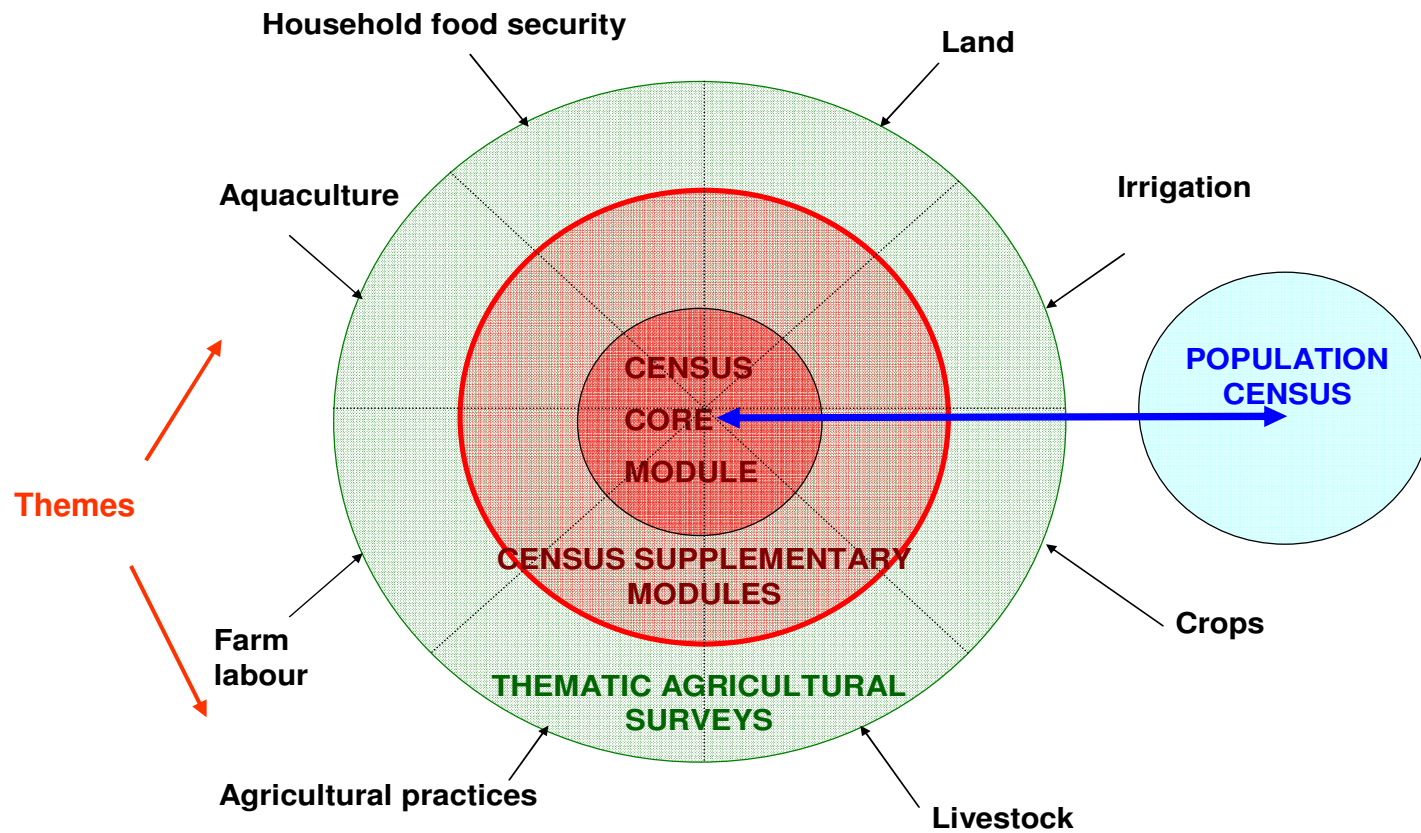 Household food security
Land
Aquaculture
Irrigation
CENSUS
CORE
MODULE
POPULATION
CENSUS
Themes
CENSUS SUPPLEMENTARY
MODULES
Farm
labour
Crops
THEMATIC AGRICULTURAL
SURVEYS
Agricultural practices
Livestock